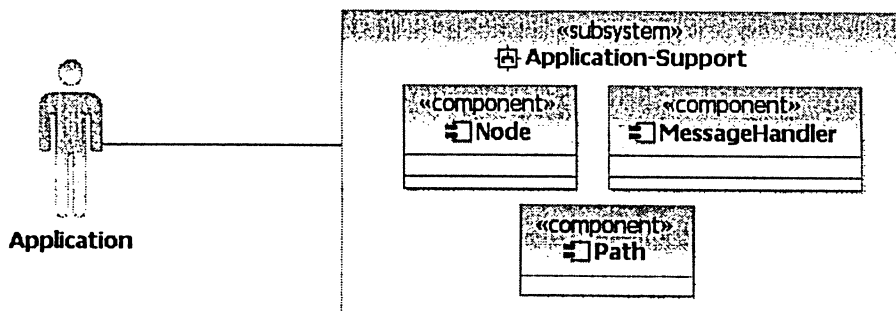 «subsystem»
Application-Support
«component»
Node
«component»
MessageHandler
Application
«component»
Path